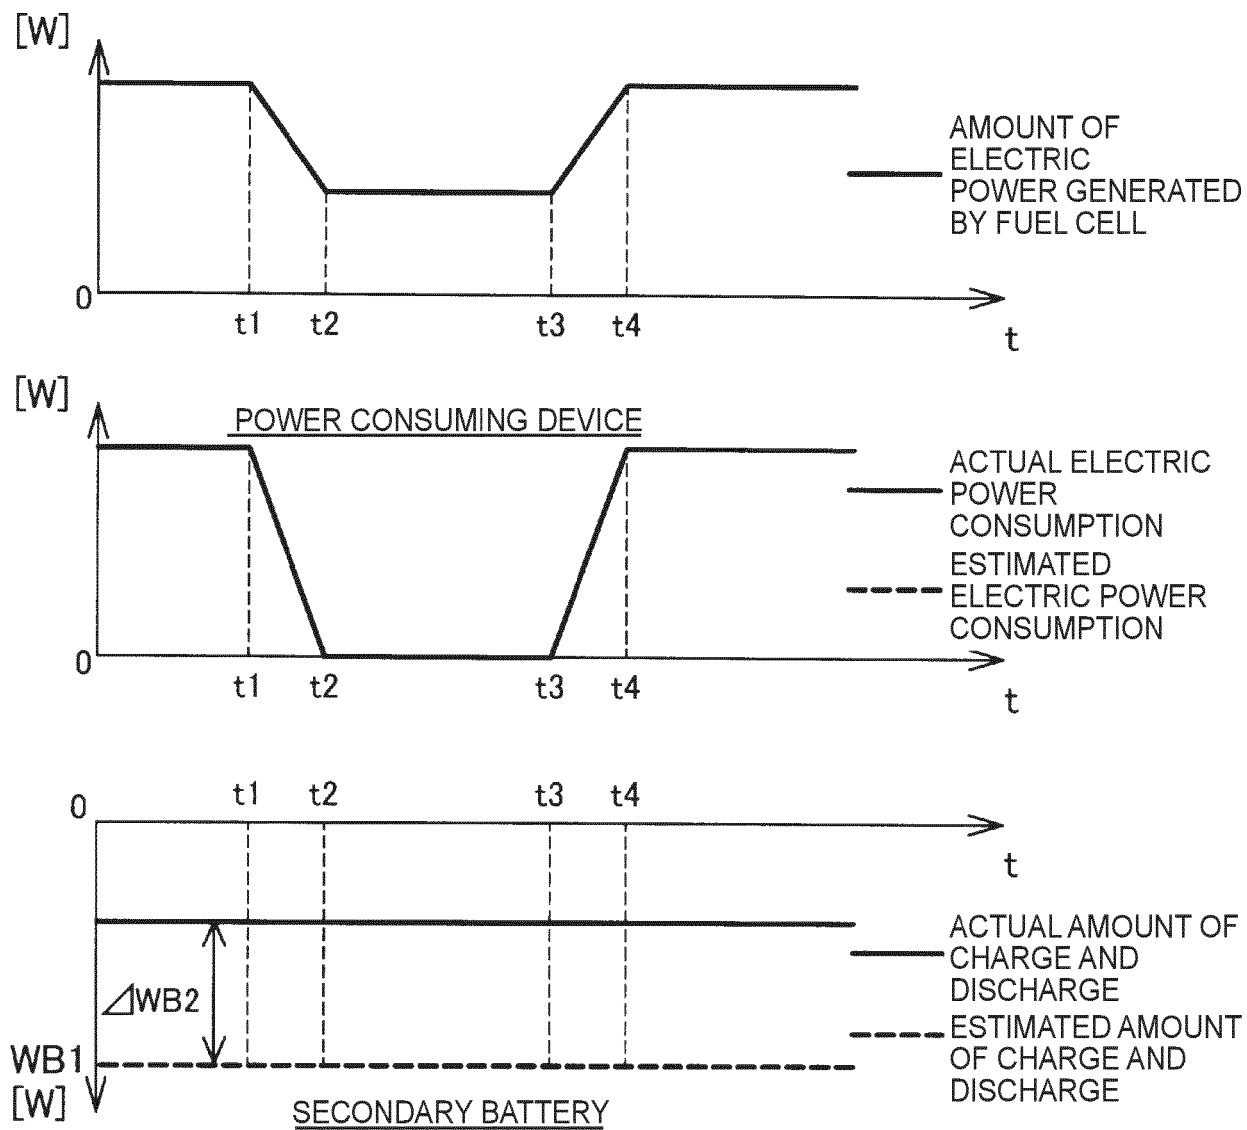 [W]
AMOUNT OF
ELECTRIC
POWER GENERATED
BY FUEL CELL
0
t1 t2 t3 t4
t
[W]
POWER CONSUMING DEVICE
ACTUAL ELECTRIC
POWER
CONSUMPTION
ESTIMATED
ELECTRIC POWER
CONSUMPTION
0
t1 t2 t3 t4
t
0
t1 t2 t3 t4
t
ACTUAL AMOUNT OF
CHARGE AND
DISCHARGE
⊿WB2
ESTIMATED AMOUNT
OF CHARGE AND
DISCHARGE
WB1
[W]
SECONDARY BATTERY